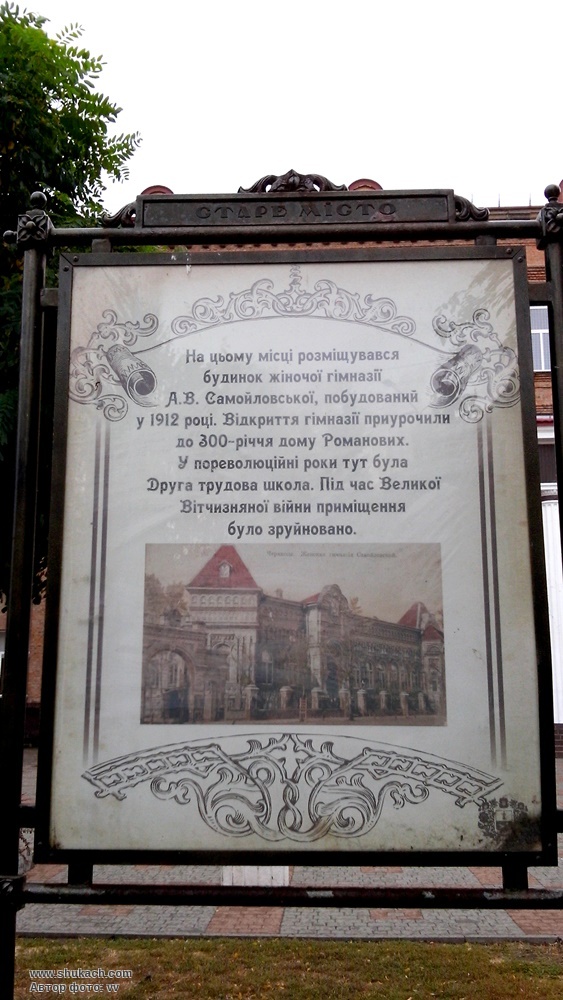 СТАРЕ МІСТО
На цьому місці розміщувався
будинок жіночої гімназії
А.В. Самойловської, побудований
у 1912 році. Відкриття гімназії приурочили
до 300-річчя дому Романових.
У пореволюційні роки тут була
Друга трудова школа. Під час Великої
Вітчизняної війни приміщення
було зруйновано.
www.shukach.com
Автор фото: vv